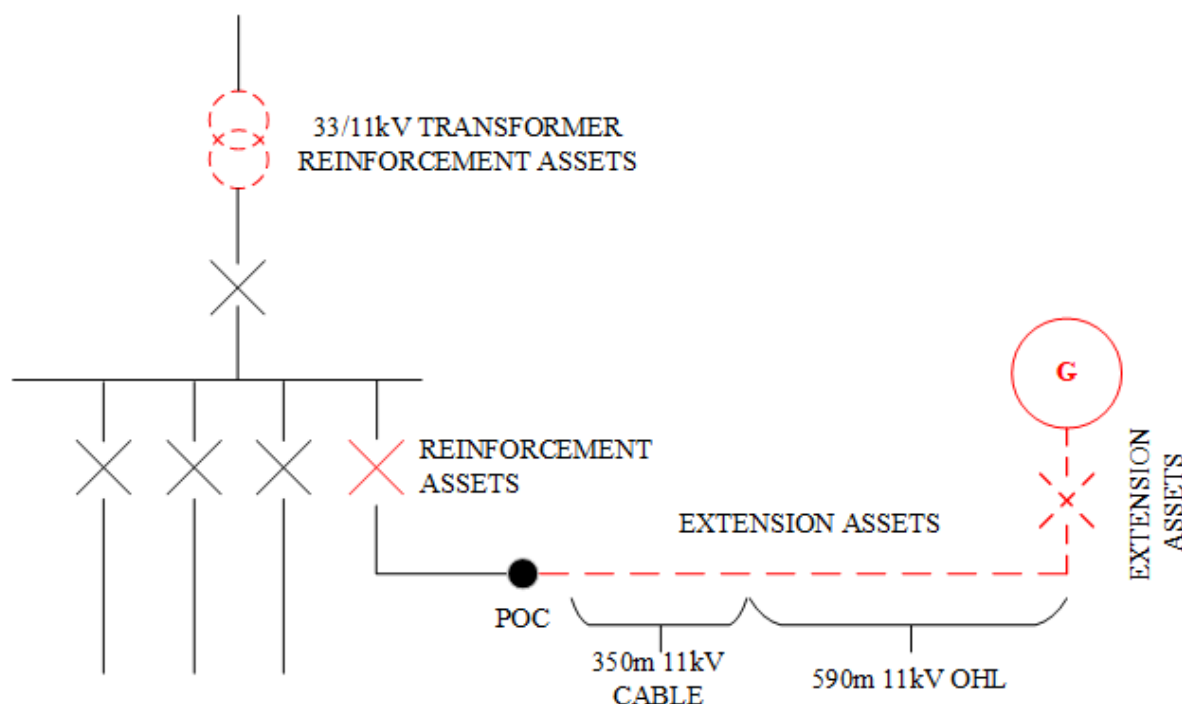 33/11kV TRANSFORMER
REINFORCEMENT ASSETS
G
REINFORCEMENT
ASSETS
EXTENSION ASSETS
EXTENSION
ASSETS
POC
350m 11kV
CABLE
590m 11kV OHL